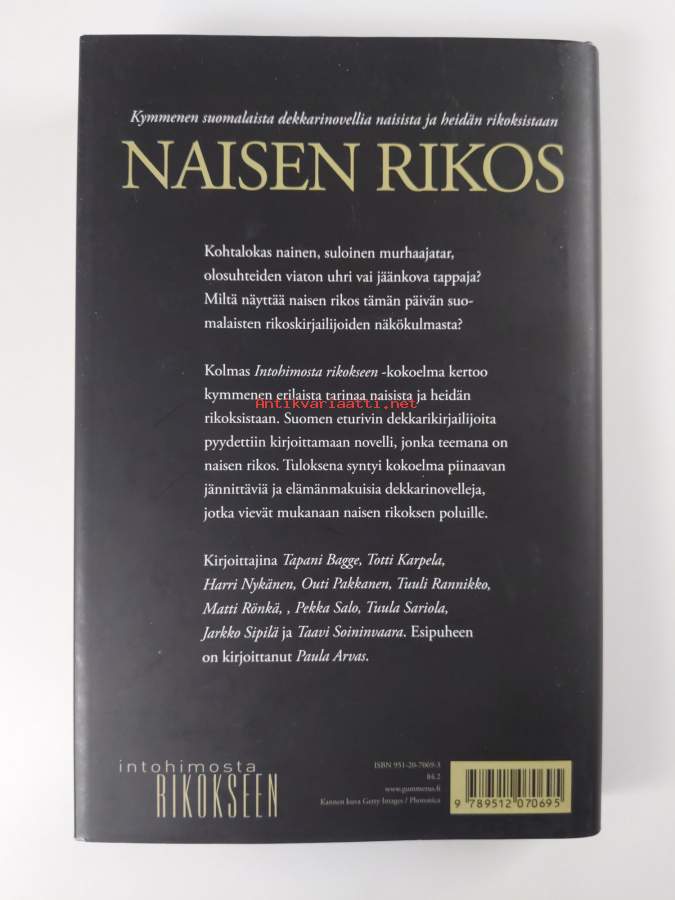 Kymmenen suomalaista dekkarinovellia naisista ja heidän rikoksistaan
NAISEN RIKOS
Kohtalokas nainen, suloinen murhaajatar,
olosuhteiden viaton uhri vai jäänkova tappaja?
Miltä näyttää naisen rikos tämän päivän suo-
malaisten rikoskirjailijoiden näkökulmasta?
Kolmas Intohimosta rikokseen -kokoelma kertoo
kymmenen erilaista tarinaa naisista ja heidän
Antikvariaatti.net
rikoksistaan. Suomen eturivin dekkarikirjailijoita
pyydettiin kirjoittamaan novelli, jonka teemana on
naisen rikos. Tuloksena syntyi kokoelma piinaavan
jännittäviä ja elämänmakuisia dekkarinovelleja,
jotka vievät mukanaan naisen rikoksen poluille.
Kirjoittajina Tapani Bagge, Totti Karpela,
Harri Nykänen, Outi Pakkanen, Tuuli Rannikko,
Matti Rönkä, , Pekka Salo, Tuula Sariola,
Jarkko Sipilä ja Taavi Soininvaara. Esipuheen
on kirjoittanut Paula Arvas.
intohimosta
RIKOKSEEN
ISBN 951-20-7069-3
84.2
www.gummerus.fi
Kannen kuva Getty Images / Photonica
9 789512 070695